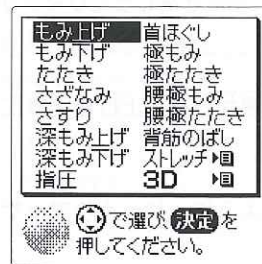 もみ上げ 首ほぐし
もみ下げ 極もみ
たたき 極たたき
さざなみ 腰極もみ
さすり 腰極たたき
深もみ上げ 背筋のばし
深もみ下げ ストレッチ
指圧 3D
で選び、決定を
押してください。